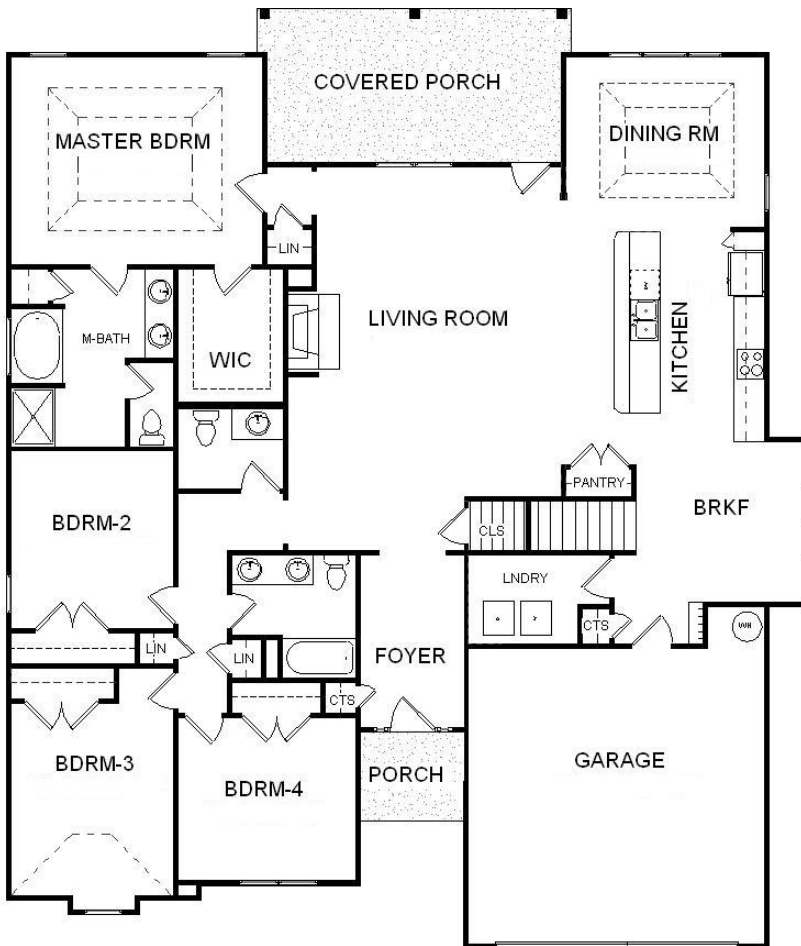 COVERED PORCH
MASTER BDRM
DINING RM
LIN
LIVING ROOM
KITCHEN
M-BATH
WIC
PANTRY
BDRM-2
CLS
BRKF
LNDRY
CTS
WH
LIN
LIN
FOYER
CTS
BDRM-3
BDRM-4
PORCH
GARAGE